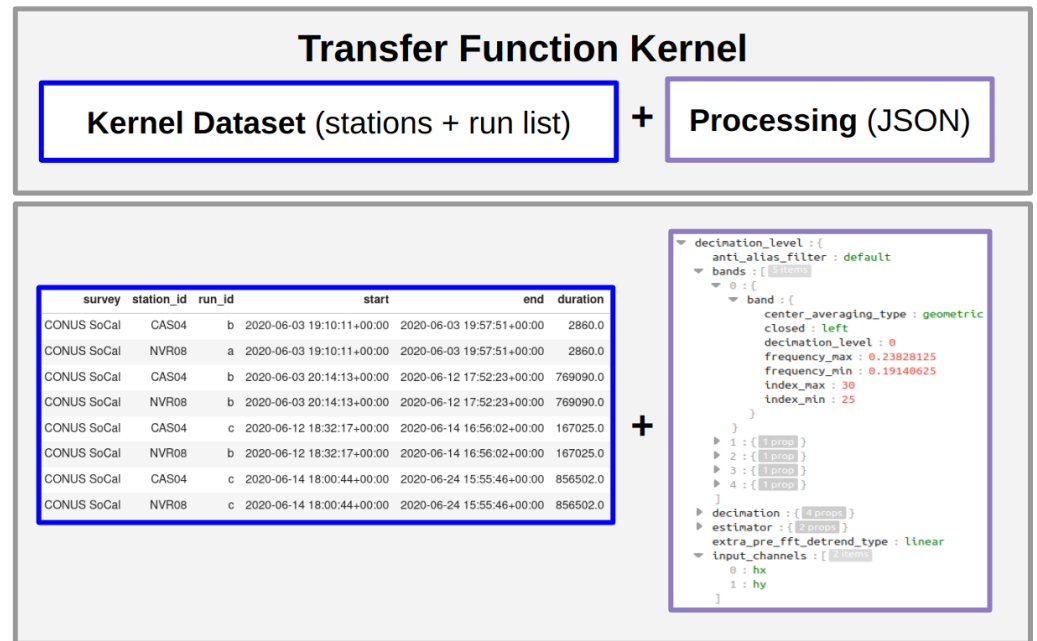 Transfer Function Kernel
Kernel Dataset (stations + run list) + Processing (JSON)
survey station_id run_id start end duration
CONUS SoCal CAS04 b 2020-06-03 19:10:11+00:00 2020-06-03 19:57:51+00:00 2860.0
CONUS SoCal NVR08 a 2020-06-03 19:10:11+00:00 2020-06-03 19:57:51+00:00 2860.0
CONUS SoCal CAS04 b 2020-06-03 20:14:13+00:00 2020-06-12 17:52:23+00:00 769090.0
CONUS SoCal NVR08 b 2020-06-03 20:14:13+00:00 2020-06-12 17:52:23+00:00 769090.0
CONUS SoCal CAS04 c 2020-06-12 18:32:17+00:00 2020-06-14 16:56:02+00:00 167025.0
CONUS SoCal NVR08 b 2020-06-12 18:32:17+00:00 2020-06-14 16:56:02+00:00 167025.0
CONUS SoCal CAS04 c 2020-06-14 18:00:44+00:00 2020-06-24 15:55:46+00:00 856502.0
CONUS SoCal NVR08 c 2020-06-14 18:00:44+00:00 2020-06-24 15:55:46+00:00 856502.0
+
decimation_level : {
anti_alias_filter : default
bands : [ 5 items
0 : {
band : {
center_averaging_type : geometric
closed : left
decimation_level : 0
frequency_max : 0.23828125
frequency_min : 0.19140625
index_max : 30
index_min : 25
}
}
1 : { 1 prop }
2 : { 1 prop }
3 : { 1 prop }
4 : { 1 prop }
]
decimation : { 4 props }
estimator : { 2 props }
extra_pre_fft_detrend_type : linear
input_channels : [ 2 items
0 : hx
1 : hy
]